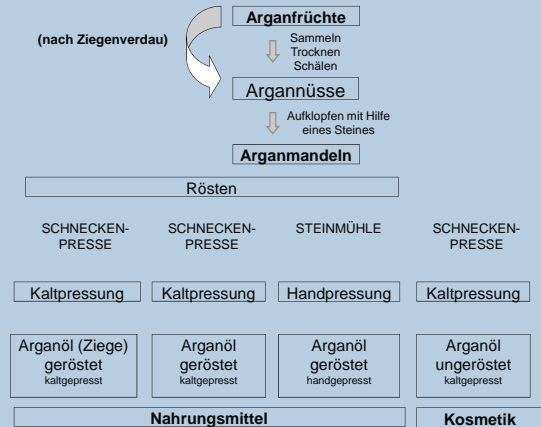 Arganfrüchte
(nach Ziegenverdau)
Sammeln
Trocknen
Schälen
Argannüsse
Aufklopfen mit Hilfe
eines Steines
Arganmandeln
Rösten
SCHNECKEN-
PRESSE
SCHNECKEN-
PRESSE
STEINMÜHLE
SCHNECKEN-
PRESSE
Kaltpressung
Kaltpressung
Handpressung
Kaltpressung
Arganöl (Ziege)
geröstet
kaltgepresst
Arganöl
geröstet
kaltgepresst
Arganöl
geröstet
handgepresst
Arganöl
ungeröstet
kaltgepresst
Nahrungsmittel
Kosmetik